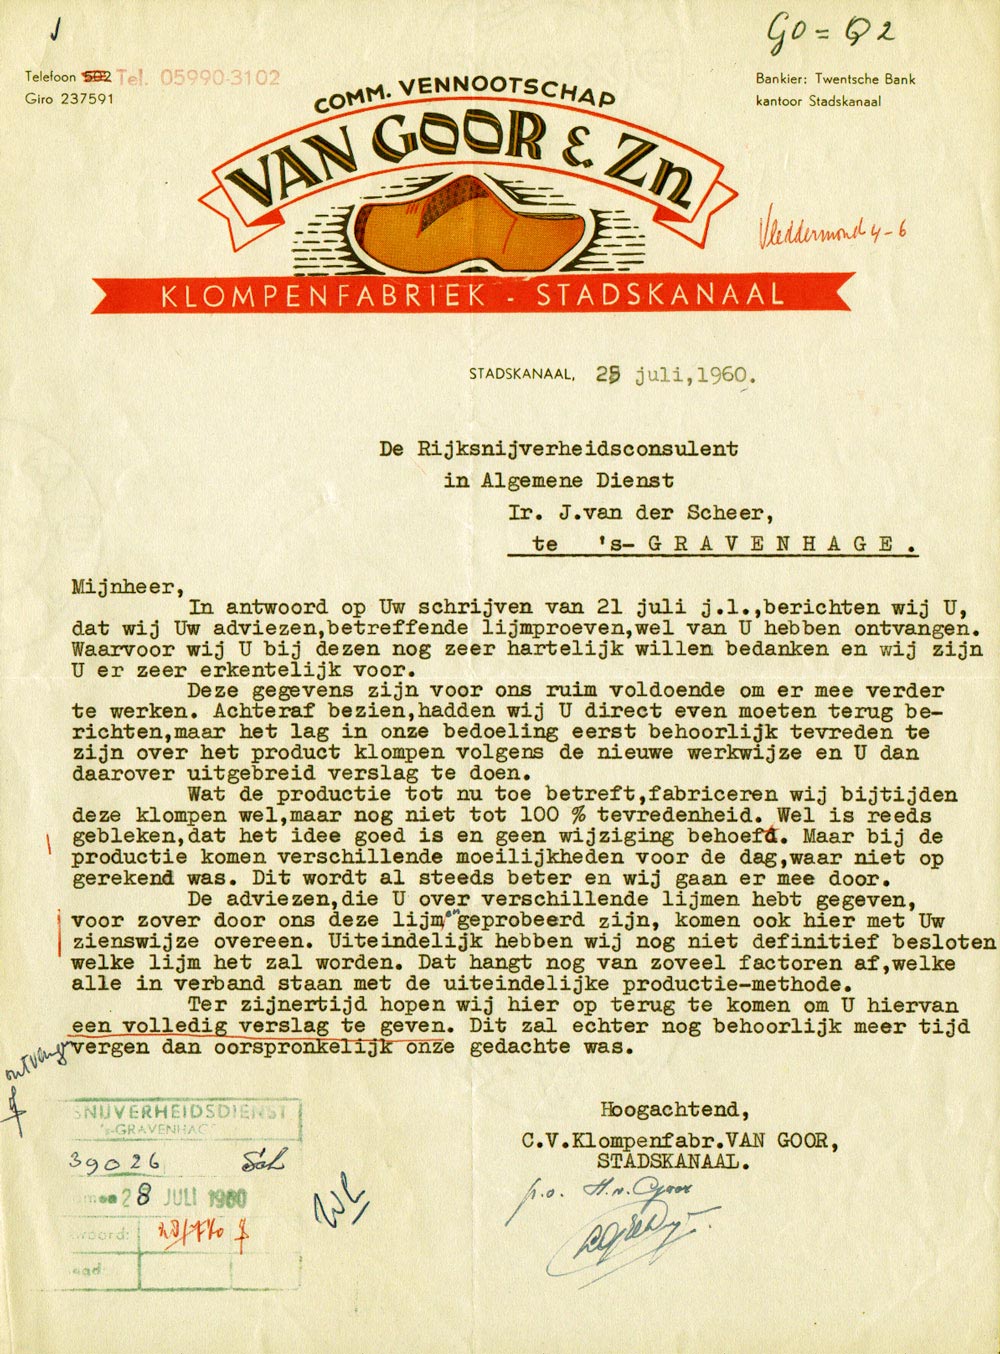 Go = Q 2
Telefoon 502 Tel. 05990-3102
Giro 237591
Bankier: Twentsche Bank
kantoor Stadskanaal
COMM. VENNOOTSCHAP
VAN GOOR & Zn
Vleddermond 4-6
KLOMPENFABRIEK - STADSKANAAL
STADSKANAAL, 25 juli,1960.
De Rijksnijverheidsconsulent
in Algemene Dienst
Ir. J.van der Scheer,
te 's-GRAVENHAGE.
Mijnheer,
In antwoord op Uw schrijven van 21 juli j.l.,berichten wij U,
dat wij Uw adviezen,betreffende lijmproeven,wel van U hebben ontvangen.
Waarvoor wij U bij dezen nog zeer hartelijk willen bedanken en wij zijn
U er zeer erkentelijk voor.
Deze gegevens zijn voor ons ruim voldoende om er mee verder
te werken. Achteraf bezien,hadden wij U direct even moeten terug be-
richten,maar het lag in onze bedoeling eerst behoorlijk tevreden te
zijn over het product klompen volgens de nieuwe werkwijze en U dan
daarover uitgebreid verslag te doen.
Wat de productie tot nu toe betreft,fabriceren wij bijtijden
deze klompen wel,maar nog niet tot 100 % tevredenheid. Wel is reeds
gebleken,dat het idee goed is en geen wijziging behoeft. Maar bij de
productie komen verschillende moeilijkheden voor de dag,waar niet op
gerekend was. Dit wordt al steeds beter en wij gaan er mee door.
De adviezen,die U over verschillende lijmen hebt gegeven,
voor zover door ons deze lijmen geprobeerd zijn, komen ook hier met Uw
zienswijze overeen. Uiteindelijk hebben wij nog niet definitief besloten
welke lijm het zal worden. Dat hangt nog van zoveel factoren af,welke
alle in verband staan met de uiteindelijke productie-methode.
Ter zijnertijd hopen wij hier op terug te komen om U hiervan
een volledig verslag te geven. Dit zal echter nog behoorlijk meer tijd
vergen dan oorspronkelijk onze gedachte was.
ontvangen
Hoogachtend,
C.V.Klompenfabr.VAN GOOR,
STADSKANAAL.
p.o. H.v. Goor
SNIJVERHEIDSDIENST
's-GRAVENHAG
39026 Sch
28 JULI 1960
woord: